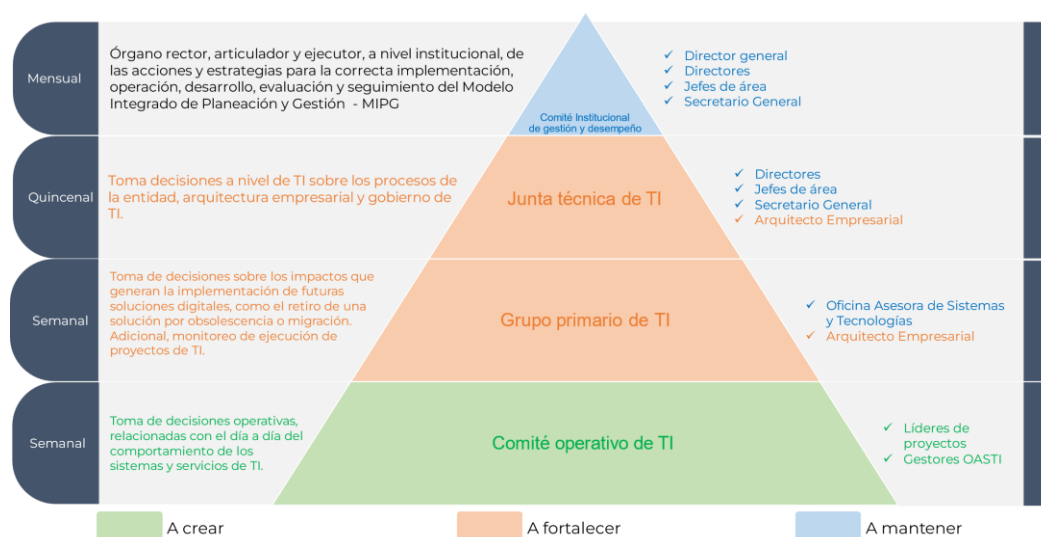 Mensual
Órgano rector, articulador y ejecutor, a nivel institucional, de
las acciones y estrategias para la correcta implementación,
operación, desarrollo, evaluación y seguimiento del Modelo
Integrado de Planeación y Gestión - MIPG
Comité Institucional
de gestión y desempeño
✓ Director general
✓ Directores
✓ Jefes de área
✓ Secretario General
Quincenal
Toma decisiones a nivel de TI sobre los procesos de
la entidad, arquitectura empresarial y gobierno de
TI.
Junta técnica de TI
✓ Directores
✓ Jefes de área
✓ Secretario General
✓ Arquitecto Empresarial
Semanal
Toma de decisiones sobre los impactos que
generan la implementación de futuras
soluciones digitales, como el retiro de una
solución por obsolescencia o migración.
Adicional, monitoreo de ejecución de
proyectos de TI.
Grupo primario de TI
✓ Oficina Asesora de Sistemas
y Tecnologías
✓ Arquitecto Empresarial
Semanal
Toma de decisiones operativas,
relacionadas con el día a día del
comportamiento de los
sistemas y servicios de TI.
Comité operativo de TI
✓ Líderes de
proyectos
✓ Gestores OASTI
A crear
A fortalecer
A mantener